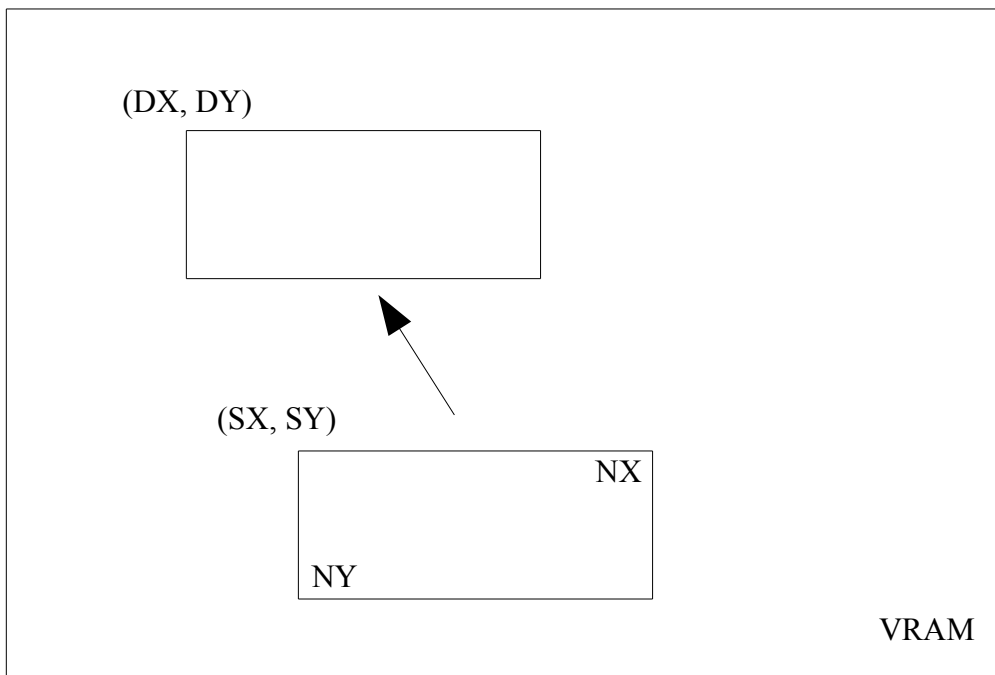 (DX, DY)
(SX, SY)
NX
NY
VRAM